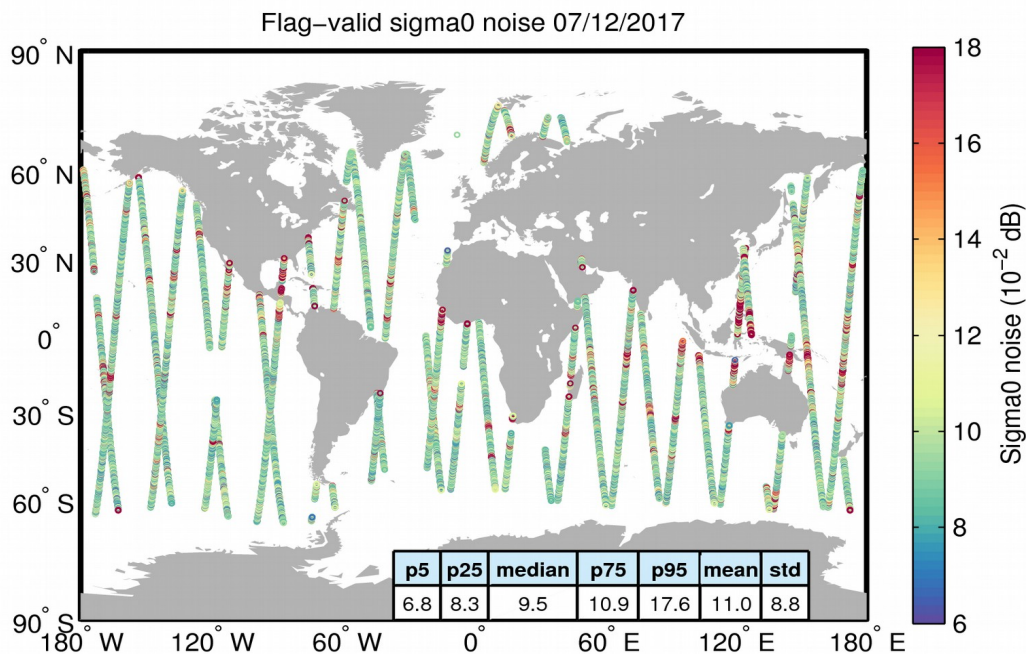 Flag−valid sigma0 noise 07/12/2017
90° N
60° N
30° N
0°
30° S
60° S
90° S
180° W
120° W
60° W
0°
60° E
120° E
180° E
p5 p25 median p75 p95 mean std
6.8 8.3 9.5 10.9 17.6 11.0 8.8
18
16
14
12
10
8
6
Sigma0 noise (10⁻² dB)